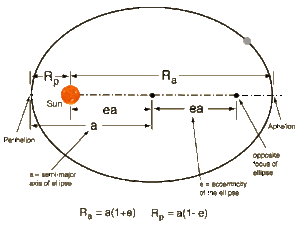 Rp
Ra
Sun
ea
ea
a
Perihelion
Aphelion
a = semi-major
axis of ellipse
e = eccentricity
of the ellipse
opposite
focus of
ellipse
Ra = a(1+e) Rp = a(1-e)